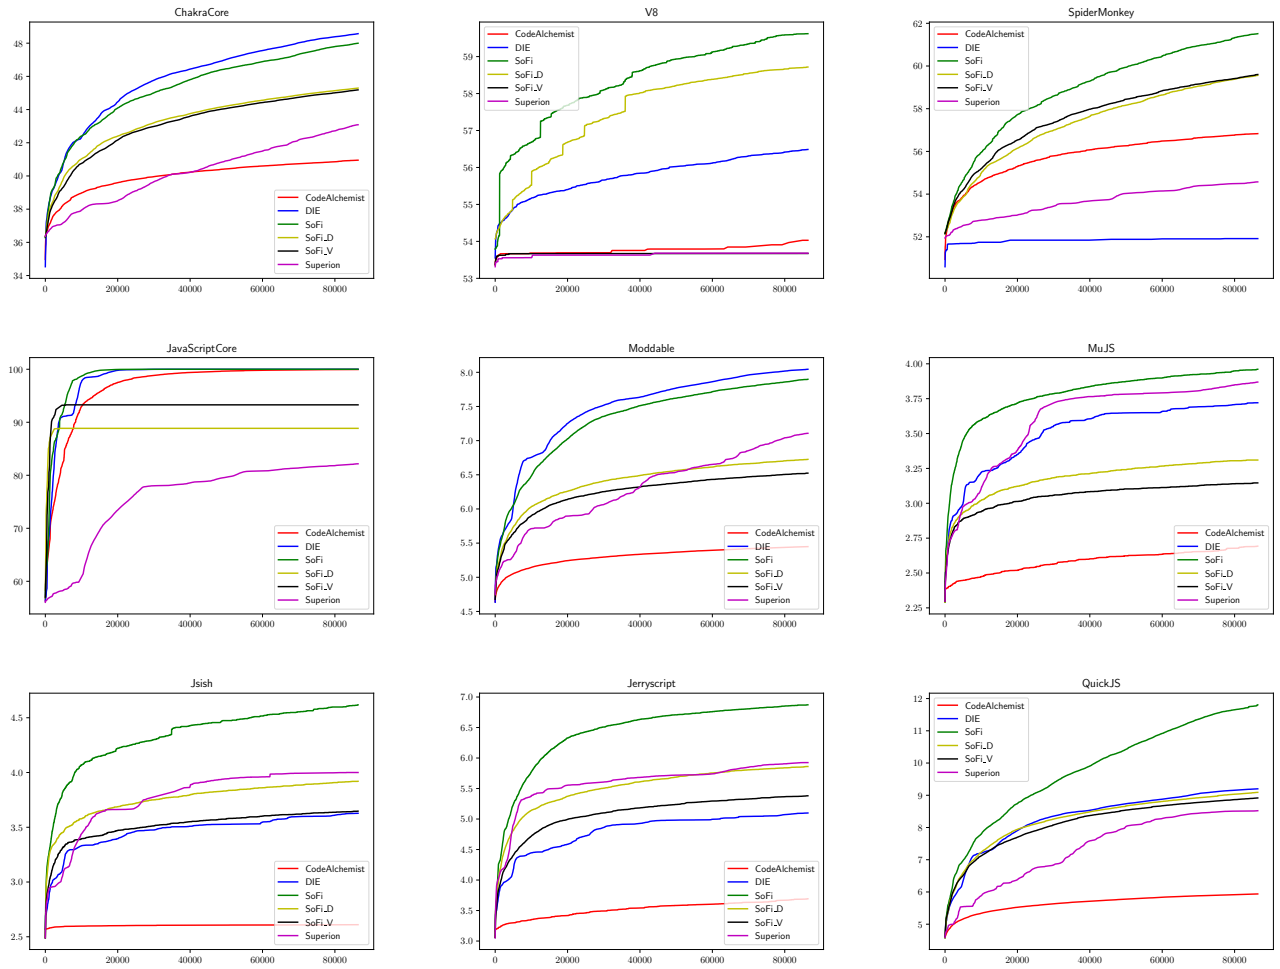 ChakraCore
48
46
44
42
40
38
36
34
0 20000 40000 60000 80000
CodeAlchemist
DIE
SoFi
SoFi_D
SoFi_V
Superion
V8
59
58
57
56
55
54
53
0 20000 40000 60000 80000
CodeAlchemist
DIE
SoFi
SoFi_D
SoFi_V
Superion
SpiderMonkey
62
60
58
56
54
52
0 20000 40000 60000 80000
CodeAlchemist
DIE
SoFi
SoFi_D
SoFi_V
Superion
JavaScriptCore
100
90
80
70
60
0 20000 40000 60000 80000
CodeAlchemist
DIE
SoFi
SoFi_D
SoFi_V
Superion
Moddable
8.0
7.5
7.0
6.5
6.0
5.5
5.0
4.5
0 20000 40000 60000 80000
CodeAlchemist
DIE
SoFi
SoFi_D
SoFi_V
Superion
MuJS
4.00
3.75
3.50
3.25
3.00
2.75
2.50
2.25
0 20000 40000 60000 80000
CodeAlchemist
DIE
SoFi
SoFi_D
SoFi_V
Superion
Jsish
4.5
4.0
3.5
3.0
2.5
0 20000 40000 60000 80000
CodeAlchemist
DIE
SoFi
SoFi_D
SoFi_V
Superion
Jerryscript
7.0
6.5
6.0
5.5
5.0
4.5
4.0
3.5
3.0
0 20000 40000 60000 80000
CodeAlchemist
DIE
SoFi
SoFi_D
SoFi_V
Superion
QuickJS
12
11
10
9
8
7
6
5
0 20000 40000 60000 80000
CodeAlchemist
DIE
SoFi
SoFi_D
SoFi_V
Superion